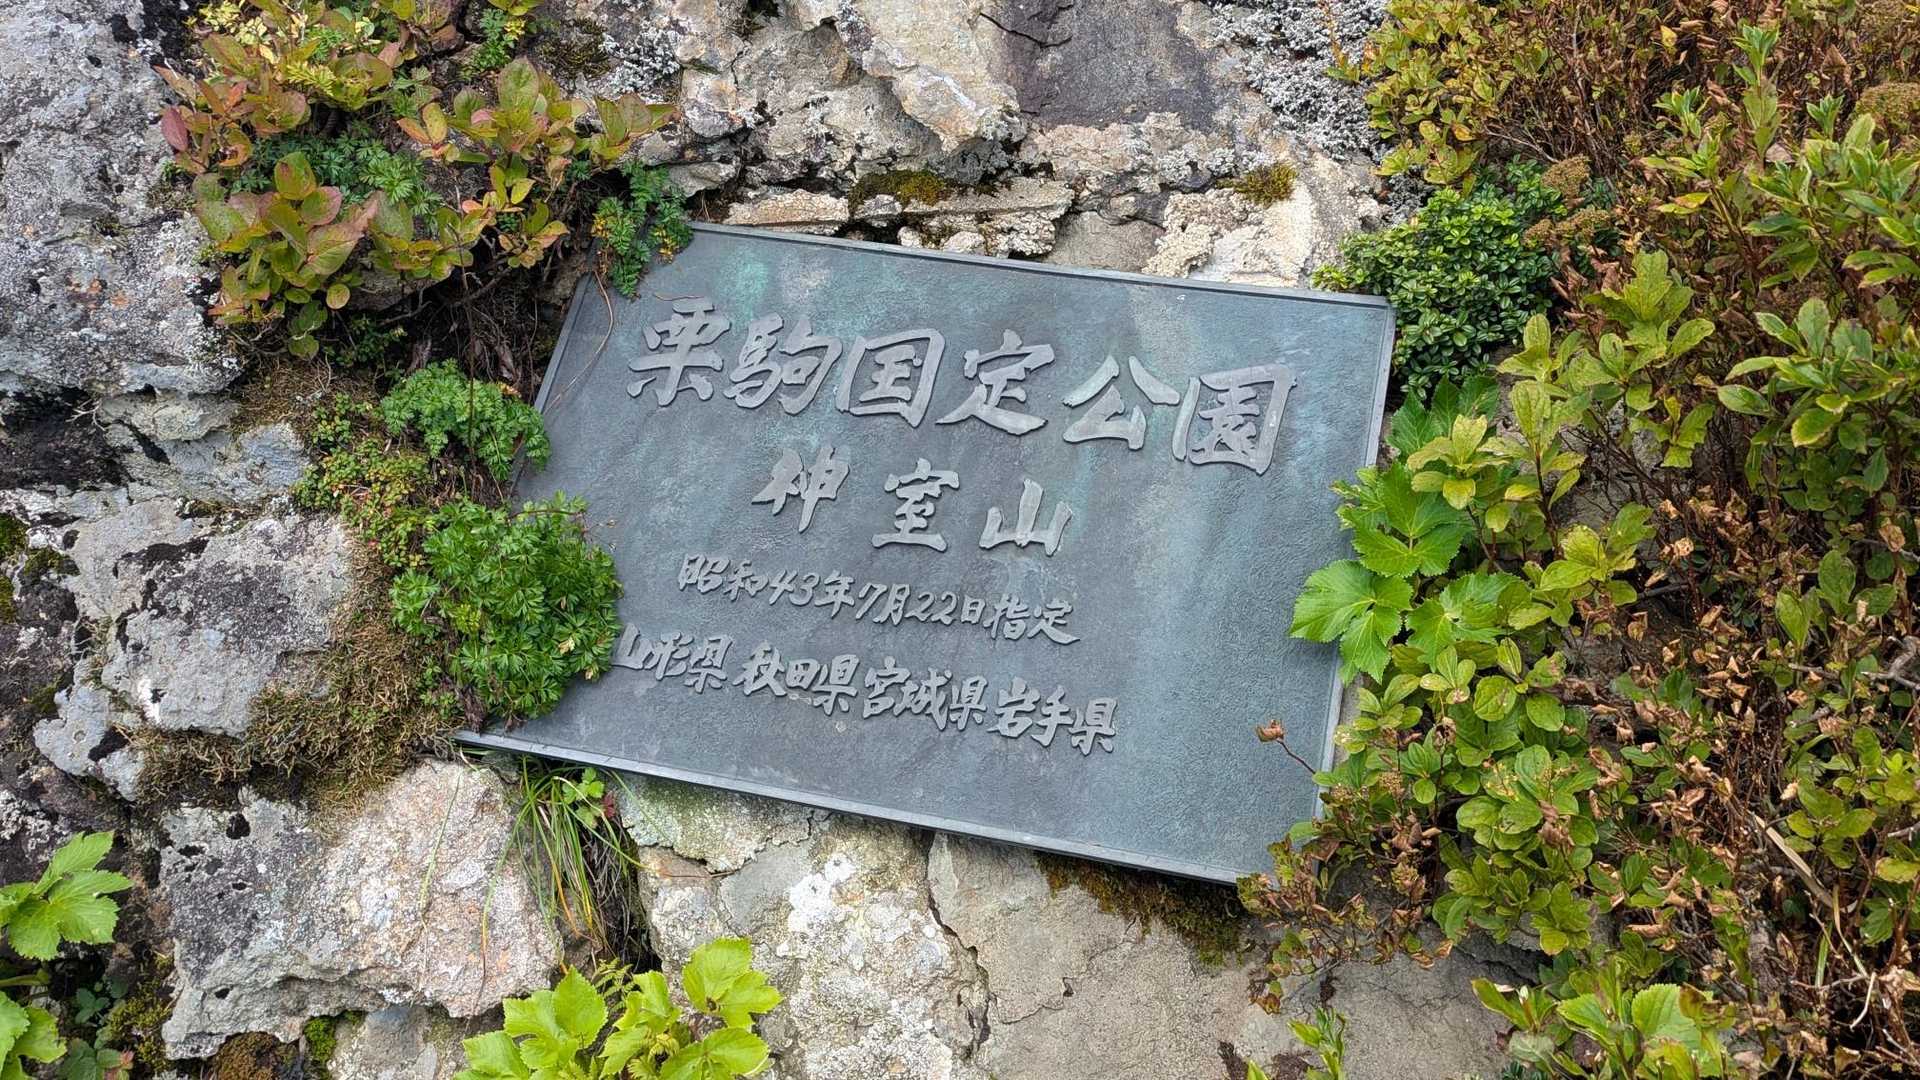 栗駒国定公園
神室山
昭和43年7月22日指定
山形県 秋田県 宮城県 岩手県